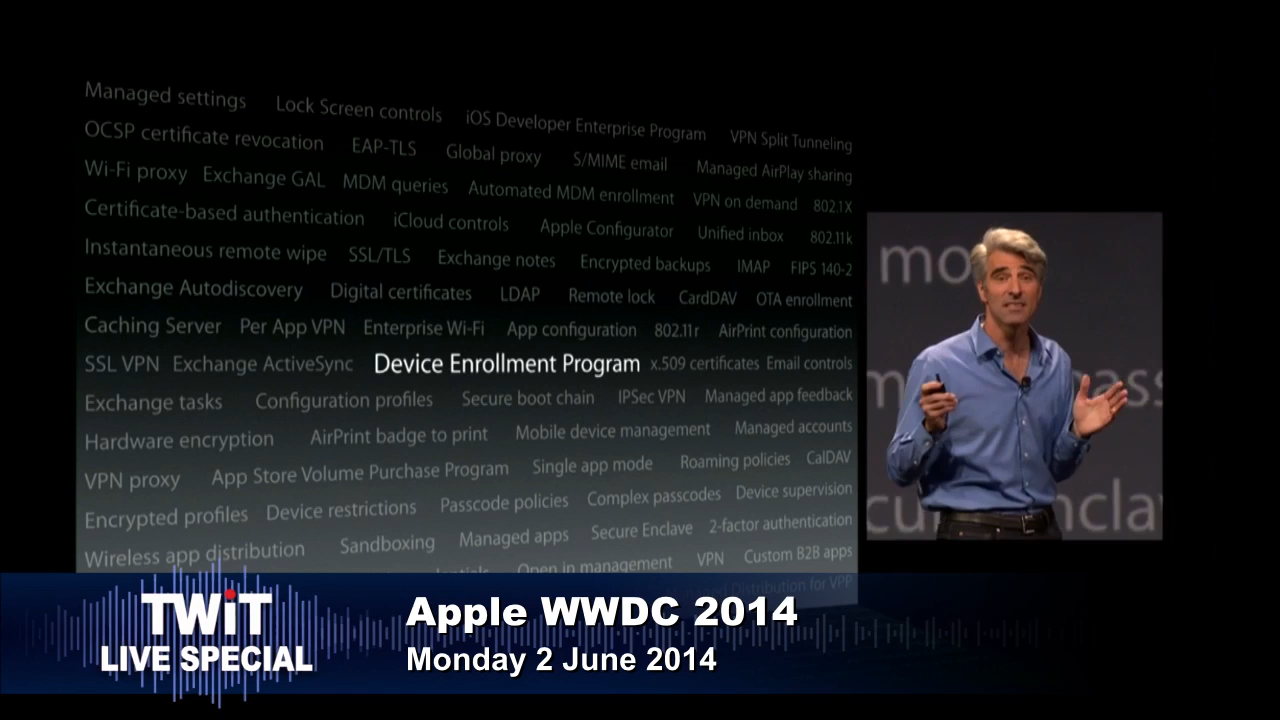 Managed settings Lock Screen controls iOS Developer Enterprise Program VPN Split Tunneling
OCSP certificate revocation EAP-TLS Global proxy S/MIME email Managed AirPlay sharing
Wi-Fi proxy Exchange GAL MDM queries Automated MDM enrollment VPN on demand 802.1X
Certificate-based authentication iCloud controls Apple Configurator Unified inbox 802.11k
Instantaneous remote wipe SSL/TLS Exchange notes Encrypted backups IMAP FIPS 140-2
Exchange Autodiscovery Digital certificates LDAP Remote lock CardDAV OTA enrollment
Caching Server Per App VPN Enterprise Wi-Fi App configuration 802.11r AirPrint configuration
SSL VPN Exchange ActiveSync Device Enrollment Program x.509 certificates Email controls
Exchange tasks Configuration profiles Secure boot chain IPSec VPN Managed app feedback
Hardware encryption AirPrint badge to print Mobile device management Managed accounts
VPN proxy App Store Volume Purchase Program Single app mode Roaming policies CalDAV
Encrypted profiles Device restrictions Passcode policies Complex passcodes Device supervision
Wireless app distribution Sandboxing Managed apps Secure Enclave 2-factor authentication
Open in management VPN Custom B2B apps
Distribution for VPP
mo
m pass
cu ncla
TWiT
LIVE SPECIAL
Apple WWDC 2014
Monday 2 June 2014